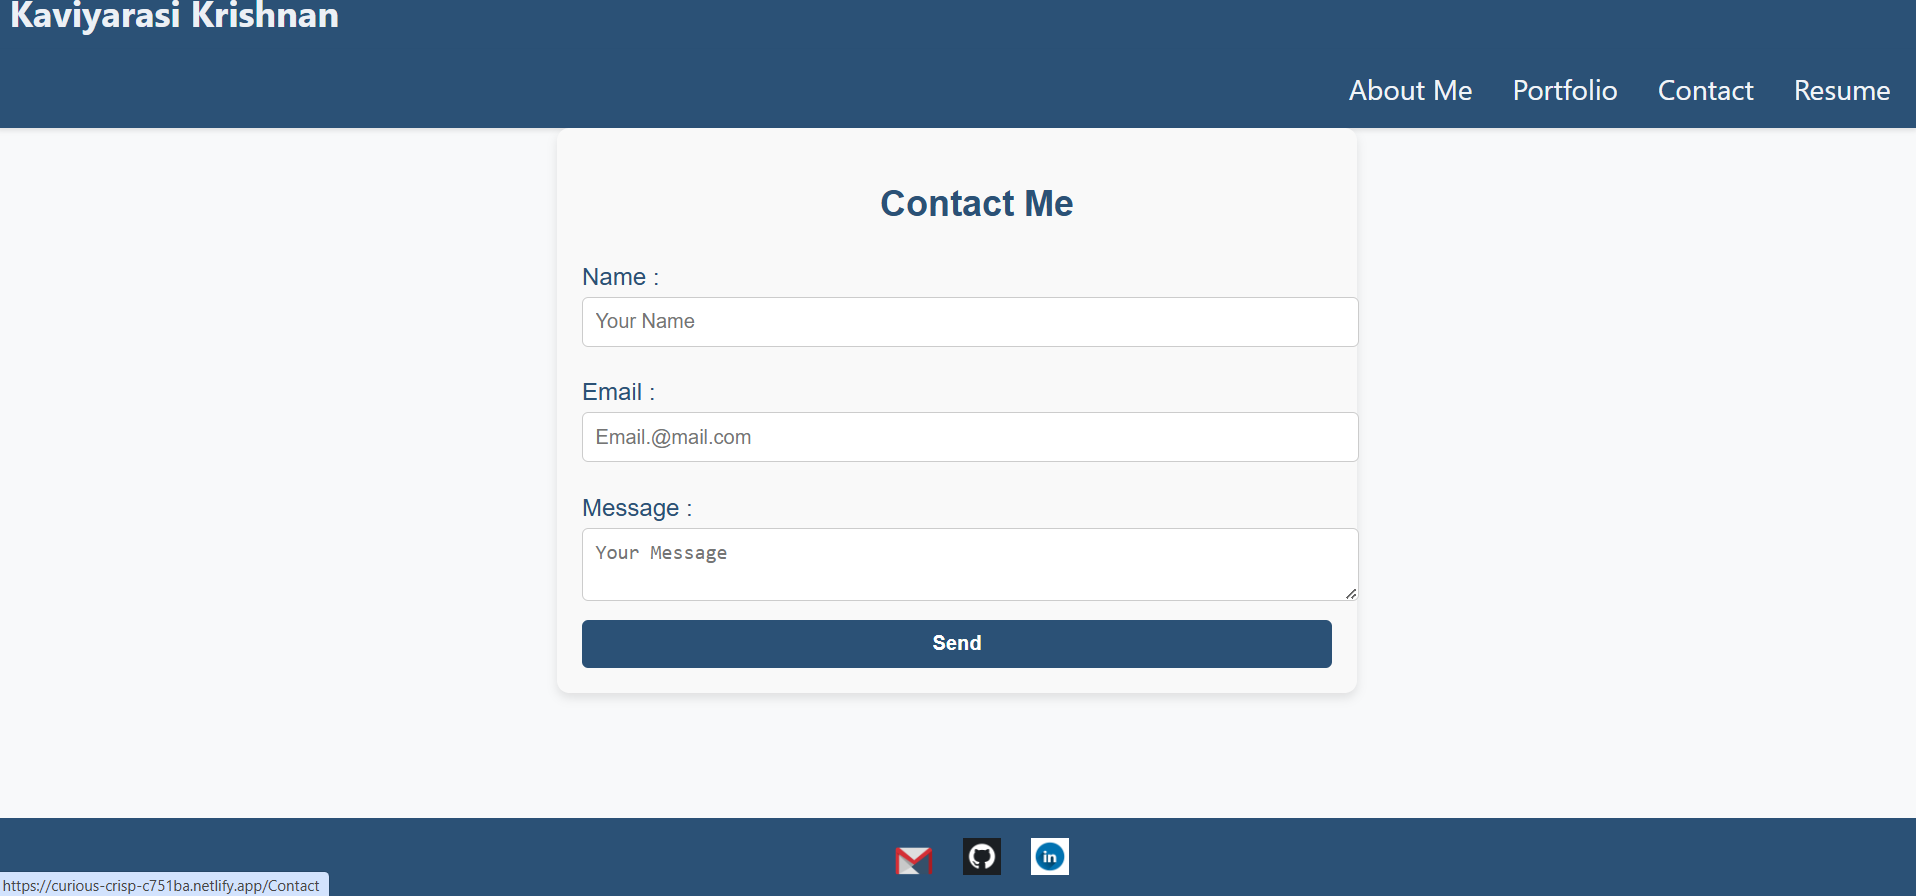 Kaviyarasi Krishnan
About Me Portfolio Contact Resume
Contact Me
Name :
Your Name
Email :
Email.@mail.com
Message :
Your Message
Send
in
https://curious-crisp-c751ba.netlify.app/Contact